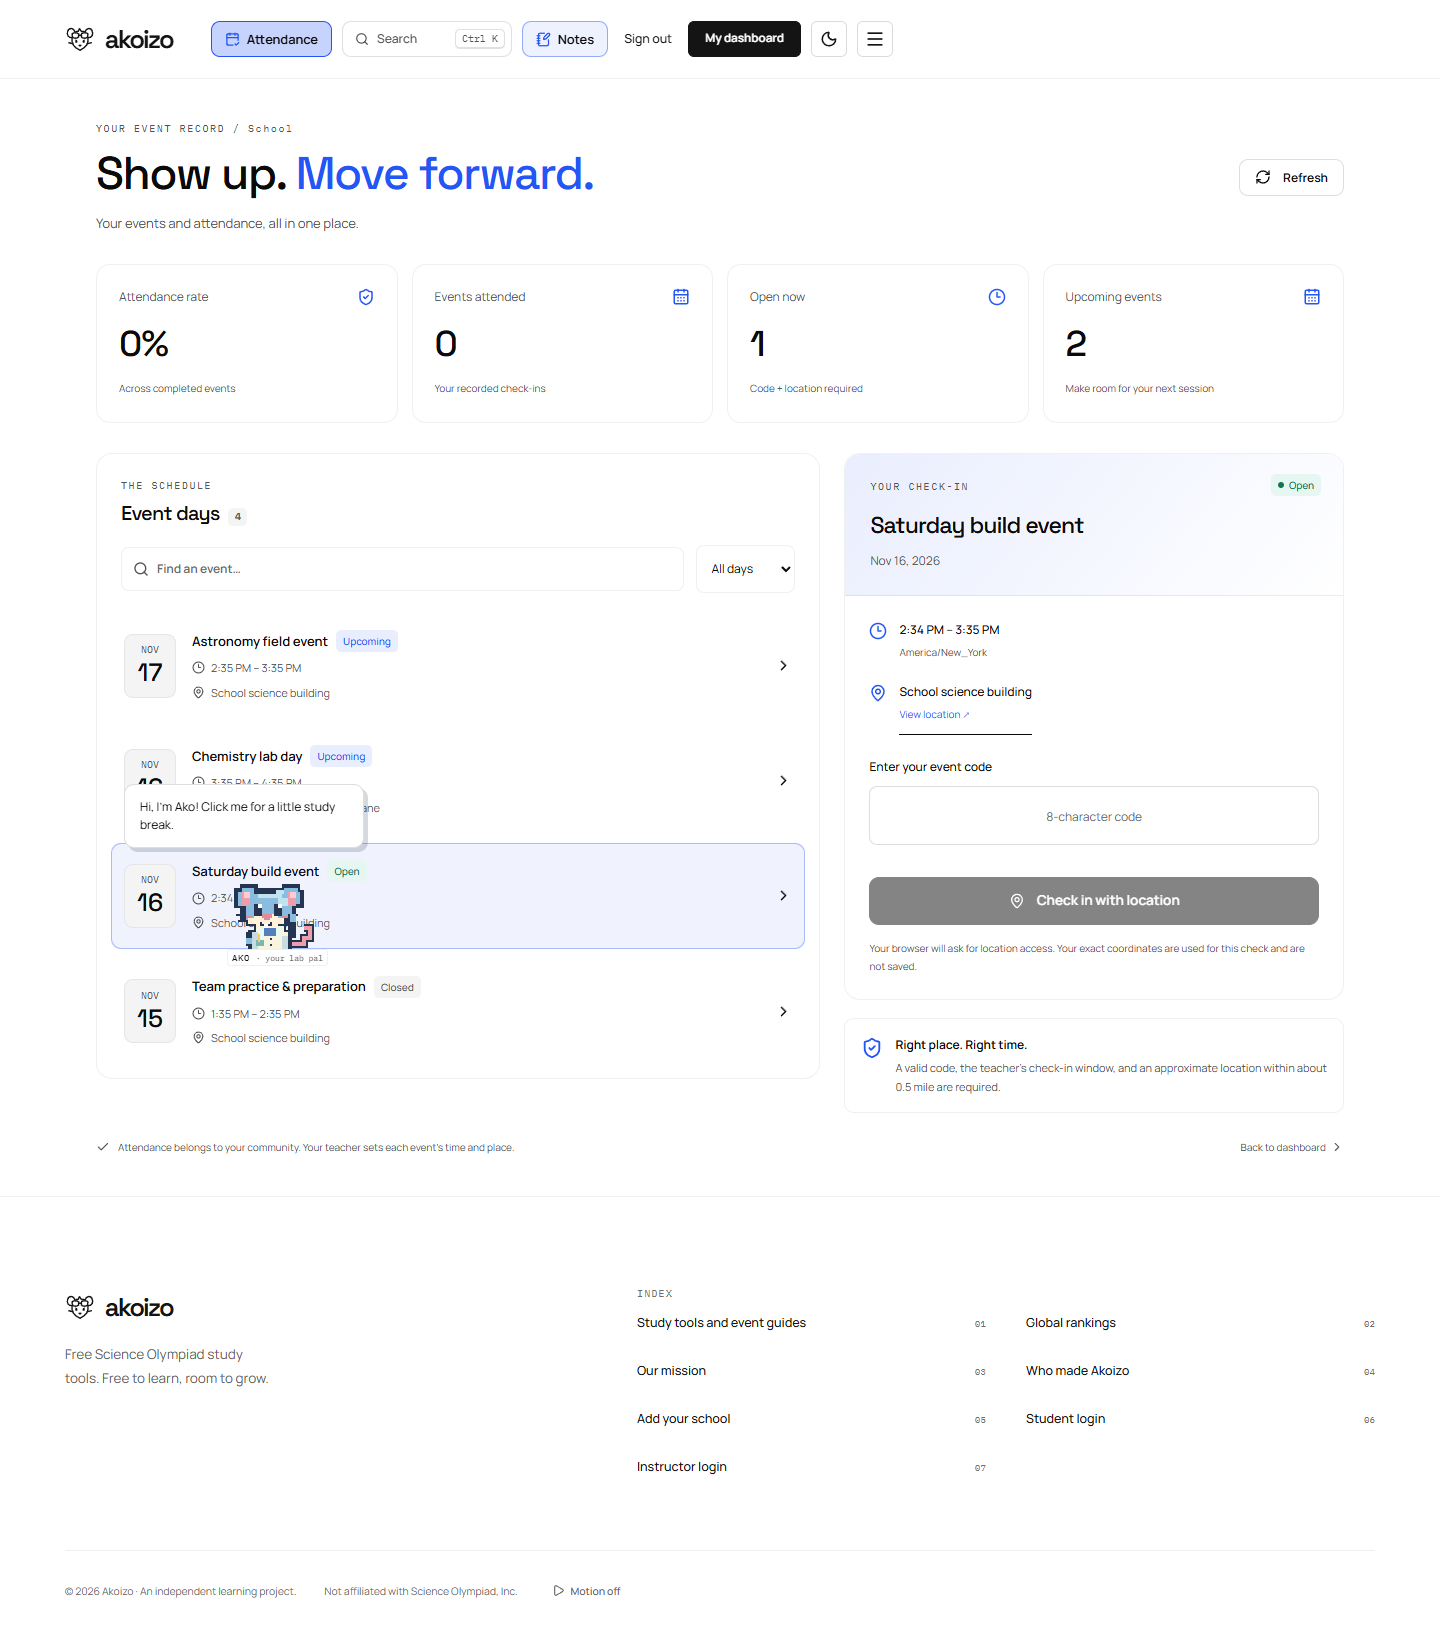 akoizo
Attendance
Search
Ctrl K
Notes
Sign out
My dashboard
YOUR EVENT RECORD / School
Show up. Move forward.
Refresh
Your events and attendance, all in one place.
Attendance rate
0%
Across completed events
Events attended
0
Your recorded check-ins
Open now
1
Code + location required
Upcoming events
2
Make room for your next session
THE SCHEDULE
Event days 4
Find an event...
All days
NOV
17
Astronomy field event Upcoming
2:35 PM – 3:35 PM
School science building
NOV
Chemistry lab day Upcoming
3:35 PM – 4:35 PM
Hi, I'm Ako! Click me for a little study
break.
NOV
16
Saturday build event Open
2:34
AKO · your lab pal
NOV
15
Team practice & preparation Closed
1:35 PM – 2:35 PM
School science building
YOUR CHECK-IN
Open
Saturday build event
Nov 16, 2026
2:34 PM – 3:35 PM
America/New_York
School science building
View location ↗
Enter your event code
8-character code
Check in with location
Your browser will ask for location access. Your exact coordinates are used for this check and are
not saved.
Right place. Right time.
A valid code, the teacher's check-in window, and an approximate location within about
0.5 mile are required.
Attendance belongs to your community. Your teacher sets each event's time and place.
Back to dashboard
akoizo
Free Science Olympiad study
tools. Free to learn, room to grow.
INDEX
Study tools and event guides 01
Global rankings 02
Our mission 03
Who made Akoizo 04
Add your school 05
Student login 06
Instructor login 07
© 2026 Akoizo · An independent learning project.
Not affiliated with Science Olympiad, Inc.
Motion off